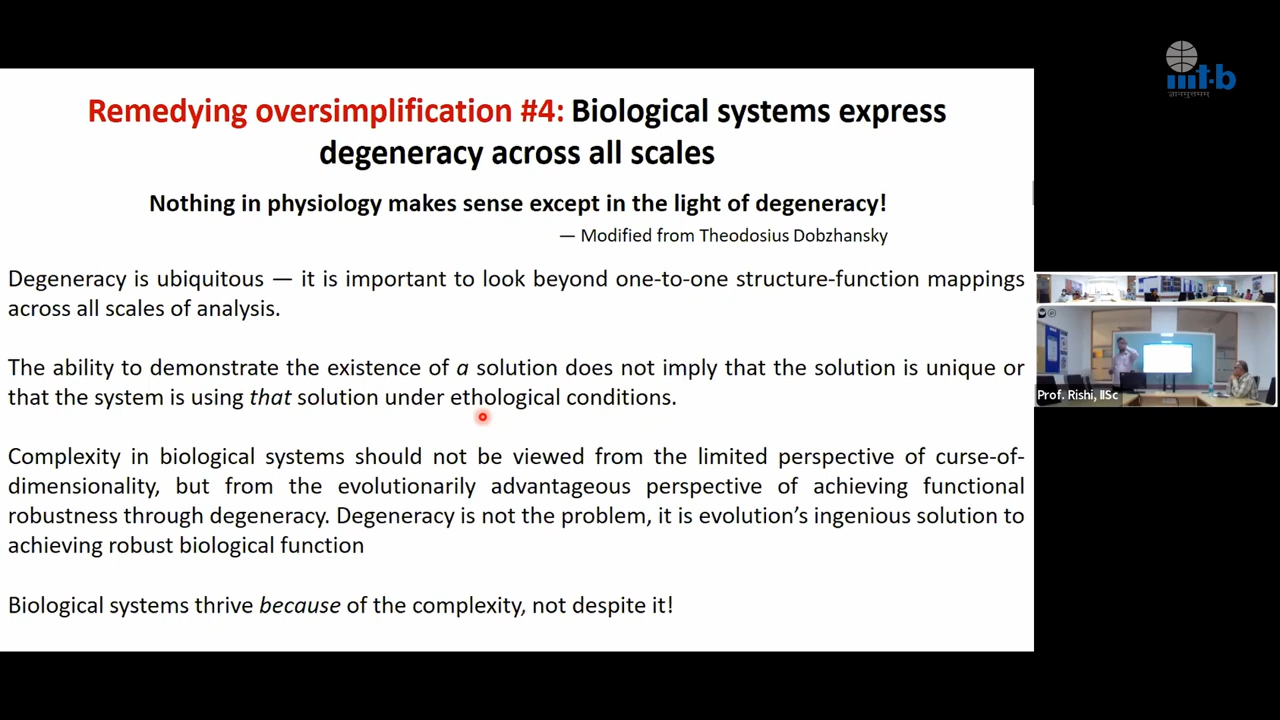 Remedying oversimplification #4: Biological systems express
degeneracy across all scales
Nothing in physiology makes sense except in the light of degeneracy!
— Modified from Theodosius Dobzhansky
Degeneracy is ubiquitous — it is important to look beyond one-to-one structure-function mappings
across all scales of analysis.
The ability to demonstrate the existence of a solution does not imply that the solution is unique or
that the system is using that solution under ethological conditions.
Complexity in biological systems should not be viewed from the limited perspective of curse-of-
dimensionality, but from the evolutionarily advantageous perspective of achieving functional
robustness through degeneracy. Degeneracy is not the problem, it is evolution’s ingenious solution to
achieving robust biological function
Biological systems thrive because of the complexity, not despite it!
iiit-b
ज्ञानमुत्तमम्
Prof. Rishi, IISc